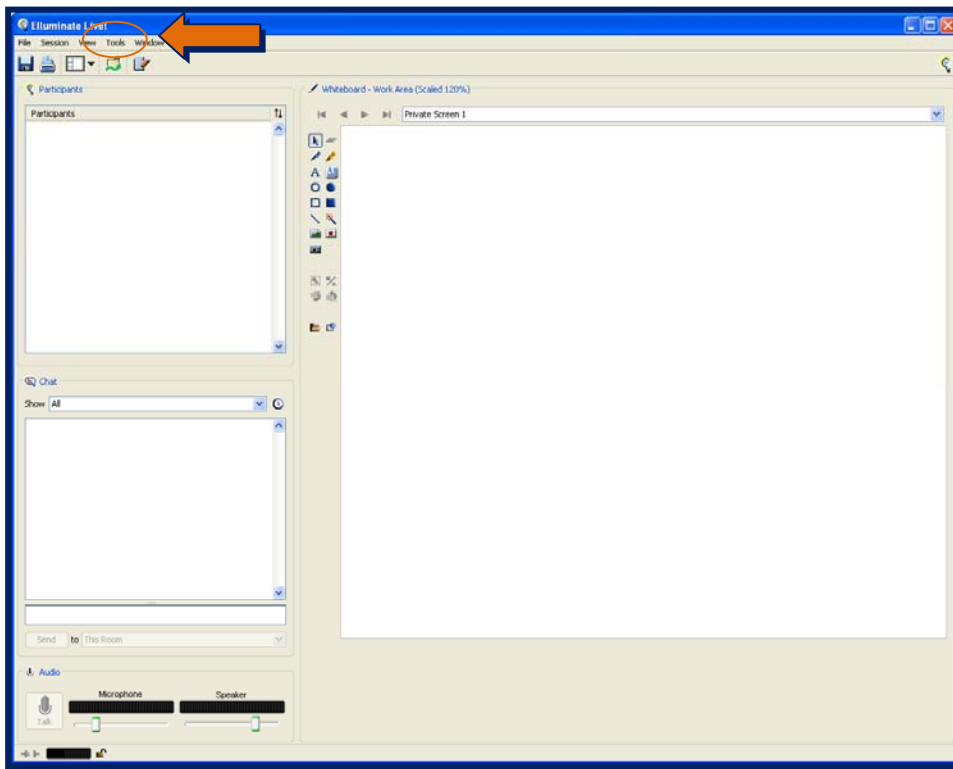 Elluminate Live!
File Session View Tools Window
Participants
Participants
Whiteboard - Work Area (Scaled 120%)
Private Screen 1
A
Chat
Show All
Send to This Room
Audio
Microphone Speaker
Talk